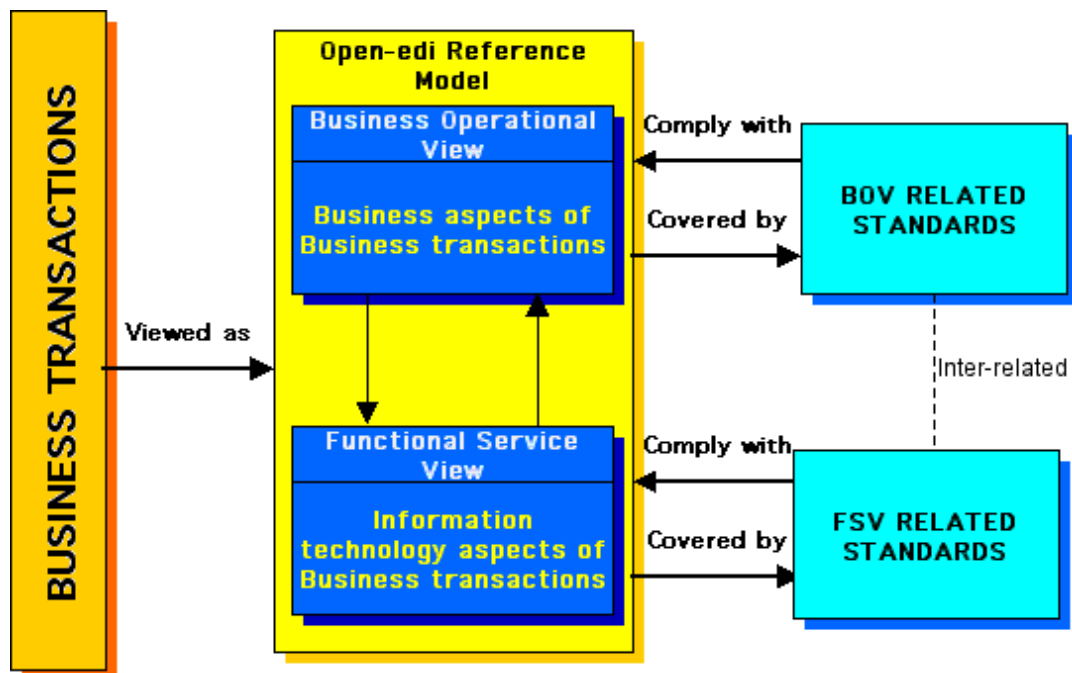 BUSINESS TRANSACTIONS
Viewed as
Open-edi Reference
Model
Business Operational
View
Business aspects of
Business transactions
Functional Service
View
Information
technology aspects of
Business transactions
Comply with
Covered by
BOV RELATED
STANDARDS
Inter-related
Comply with
Covered by
FSV RELATED
STANDARDS